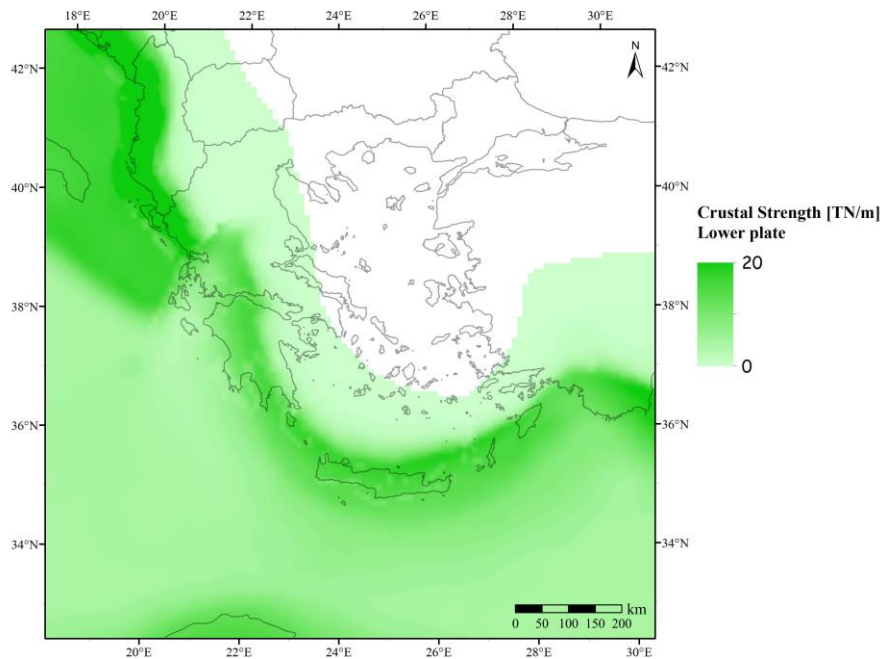 18°E 20°E 22°E 24°E 26°E 28°E 30°E
N
42°N 42°N
40°N 40°N
Crustal Strength [TN/m]
Lower plate
20
0
38°N 38°N
36°N 36°N
34°N 34°N
km
0 50 100 150 200
20°E 22°E 24°E 26°E 28°E 30°E